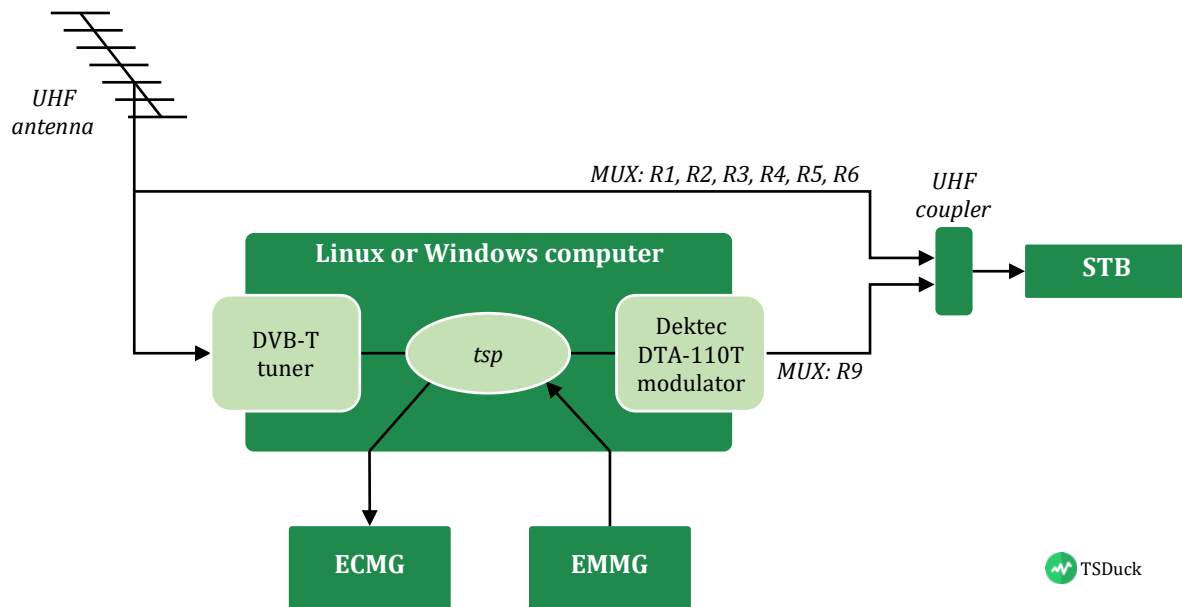 UHF
antenna
MUX: R1, R2, R3, R4, R5, R6
UHF
coupler
Linux or Windows computer
STB
DVB-T
tuner
tsp
Dektec
DTA-110T
modulator
MUX: R9
ECMG
EMMG
TSDuck